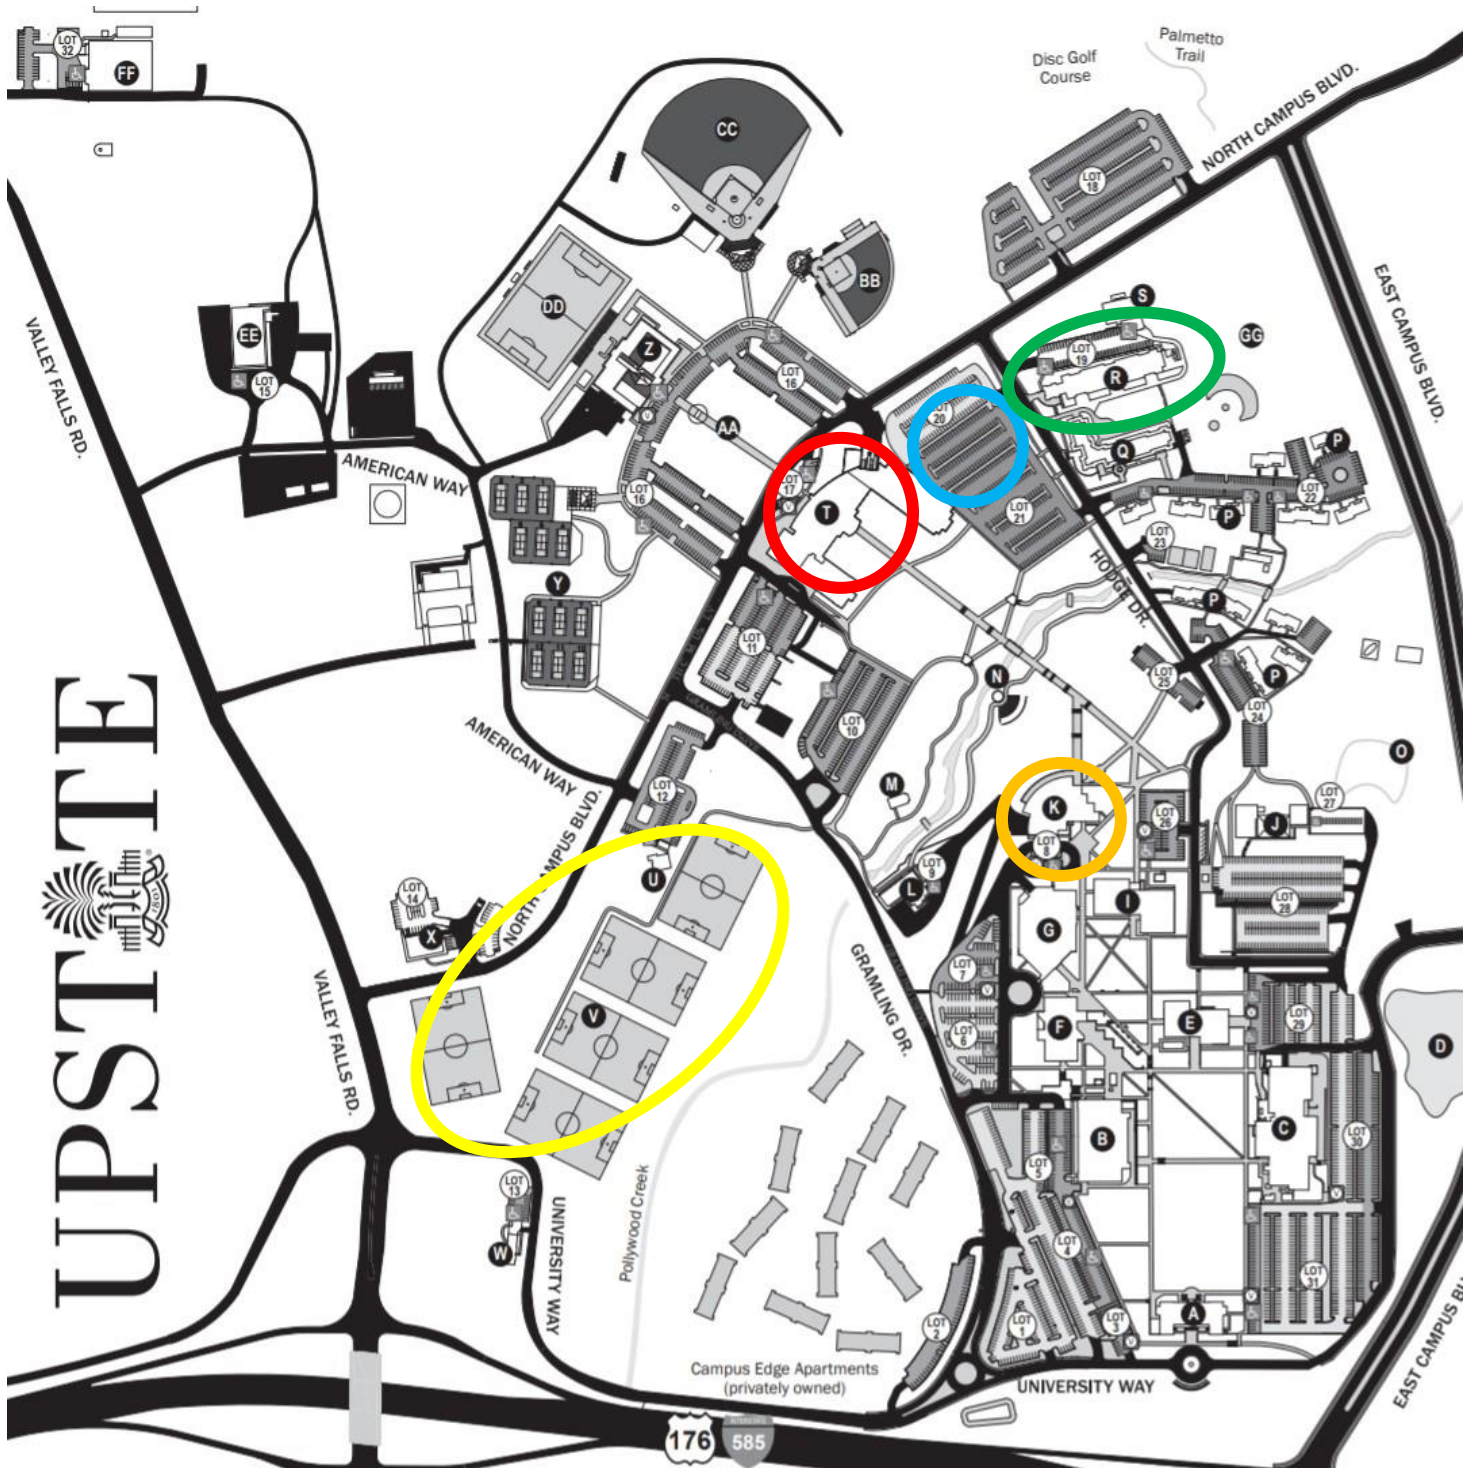 LOT
32
FF
Palmetto
Trail
Disc Golf
Course
NORTH CAMPUS BLVD.
CC
LOT
18
BB
DD
EAST CAMPUS BLVD.
S
GG
EE
LOT
15
VALLEY FALLS RD.
Z
LOT
16
LOT
19
R
LOT
20
AA
Q
P
AMERICAN WAY
LOT
16
LOT
17
T
LOT
21
LOT
22
P
LOT
23
HODGE DR.
Y
P
LOT
11
N
LOT
25
P
LOT
24
LOT
10
AMERICAN WAY
O
M
LOT
12
K
LOT
26
LOT
27
J
LOT
8
LOT
9
L
U
UPSTATE
LOT
14
X
NORTH CAMPUS BLVD.
I
LOT
28
G
GRAMLING DR.
LOT
7
VALLEY FALLS RD.
V
F
E
LOT
29
LOT
6
D
B
C
LOT
30
LOT
5
Pollywood Creek
LOT
13
W
UNIVERSITY WAY
LOT
4
LOT
31
LOT
2
LOT
1
LOT
3
A
EAST CAMPUS BL
Campus Edge Apartments
(privately owned)
UNIVERSITY WAY
176
585